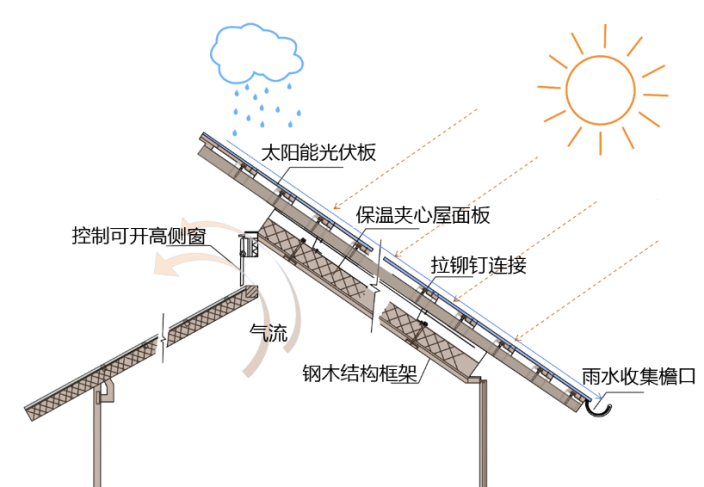 太阳能光伏板
保温夹心屋面板
控制可开高侧窗
拉铆钉连接
气流
钢木结构框架
雨水收集檐口